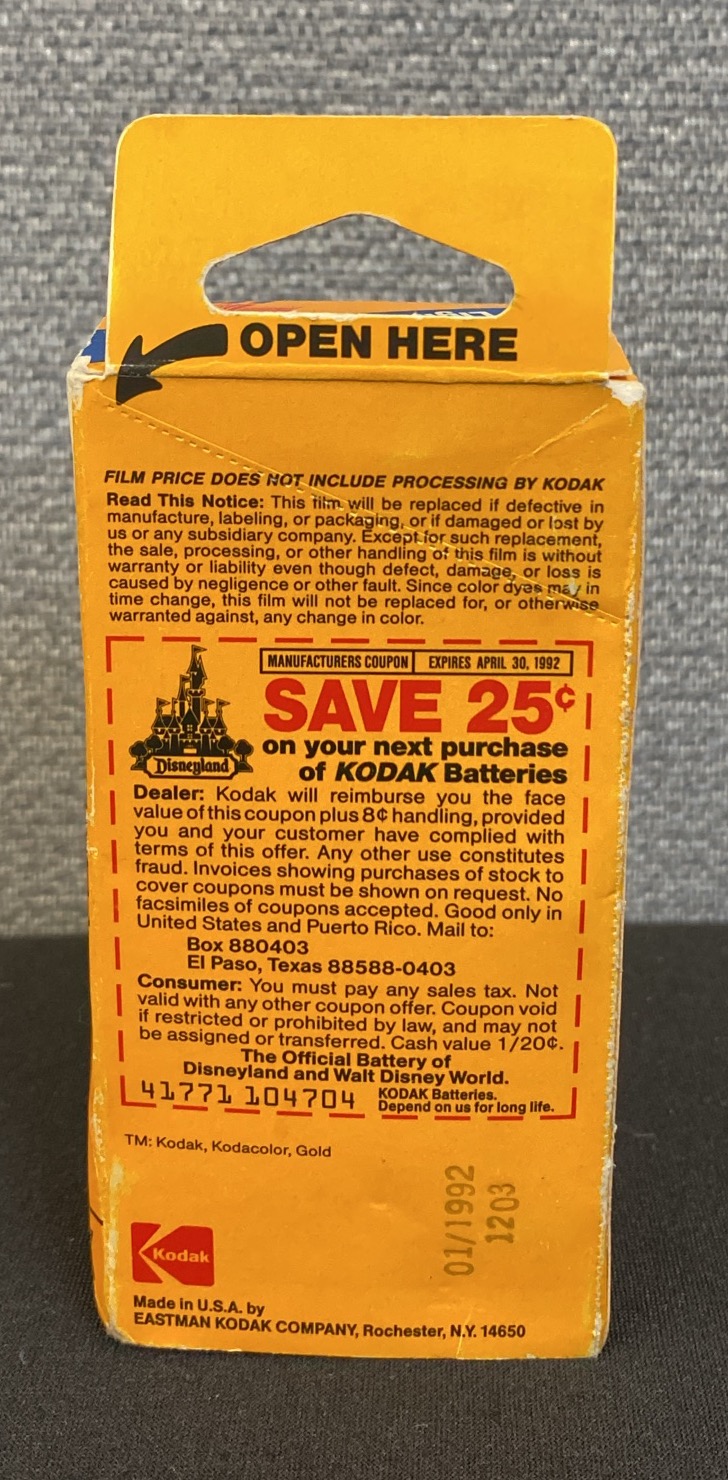 OPEN HERE
FILM PRICE DOES NOT INCLUDE PROCESSING BY KODAK
Read This Notice: This film will be replaced if defective in
manufacture, labeling, or packaging, or if damaged or lost by
us or any subsidiary company. Except for such replacement,
the sale, processing, or other handling of this film is without
warranty or liability even though defect, damage, or loss is
caused by negligence or other fault. Since color dyes may in
time change, this film will not be replaced for, or otherwise
warranted against, any change in color.
MANUFACTURERS COUPON EXPIRES APRIL 30, 1992
SAVE 25¢
on your next purchase
of KODAK Batteries
Disneyland
Dealer: Kodak will reimburse you the face
value of this coupon plus 8¢ handling, provided
you and your customer have complied with
terms of this offer. Any other use constitutes
fraud. Invoices showing purchases of stock to
cover coupons must be shown on request. No
facsimiles of coupons accepted. Good only in
United States and Puerto Rico. Mail to:
Box 880403
El Paso, Texas 88588-0403
Consumer: You must pay any sales tax. Not
valid with any other coupon offer. Coupon void
if restricted or prohibited by law, and may not
be assigned or transferred. Cash value 1/20¢.
The Official Battery of
Disneyland and Walt Disney World.
41771 104704
KODAK Batteries.
Depend on us for long life.
TM: Kodak, Kodacolor, Gold
01/1992
1203
Kodak
Made in U.S.A. by
EASTMAN KODAK COMPANY, Rochester, N.Y. 14650